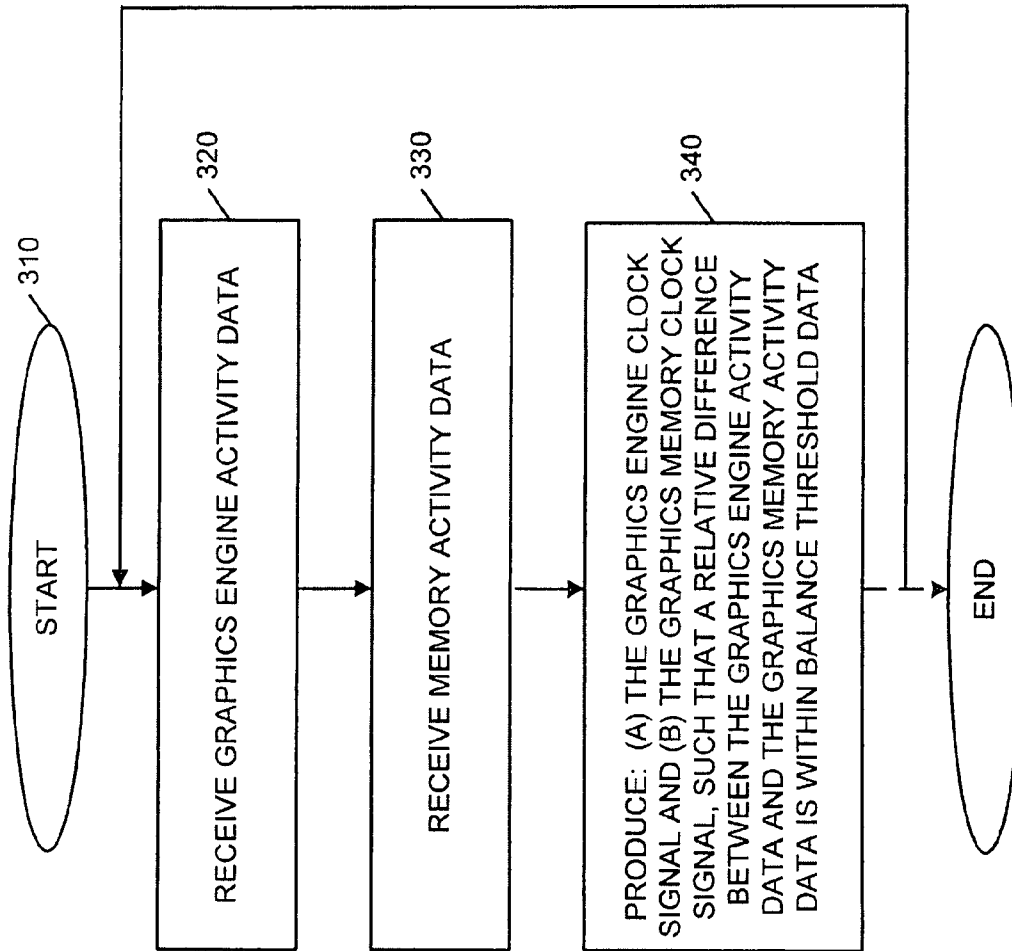 START
310
RECEIVE GRAPHICS ENGINE ACTIVITY DATA
320
RECEIVE MEMORY ACTIVITY DATA
330
PRODUCE: (A) THE GRAPHICS ENGINE CLOCK
SIGNAL AND (B) THE GRAPHICS MEMORY CLOCK
SIGNAL, SUCH THAT A RELATIVE DIFFERENCE
BETWEEN THE GRAPHICS ENGINE ACTIVITY
DATA AND THE GRAPHICS MEMORY ACTIVITY
DATA IS WITHIN BALANCE THRESHOLD DATA
340
END